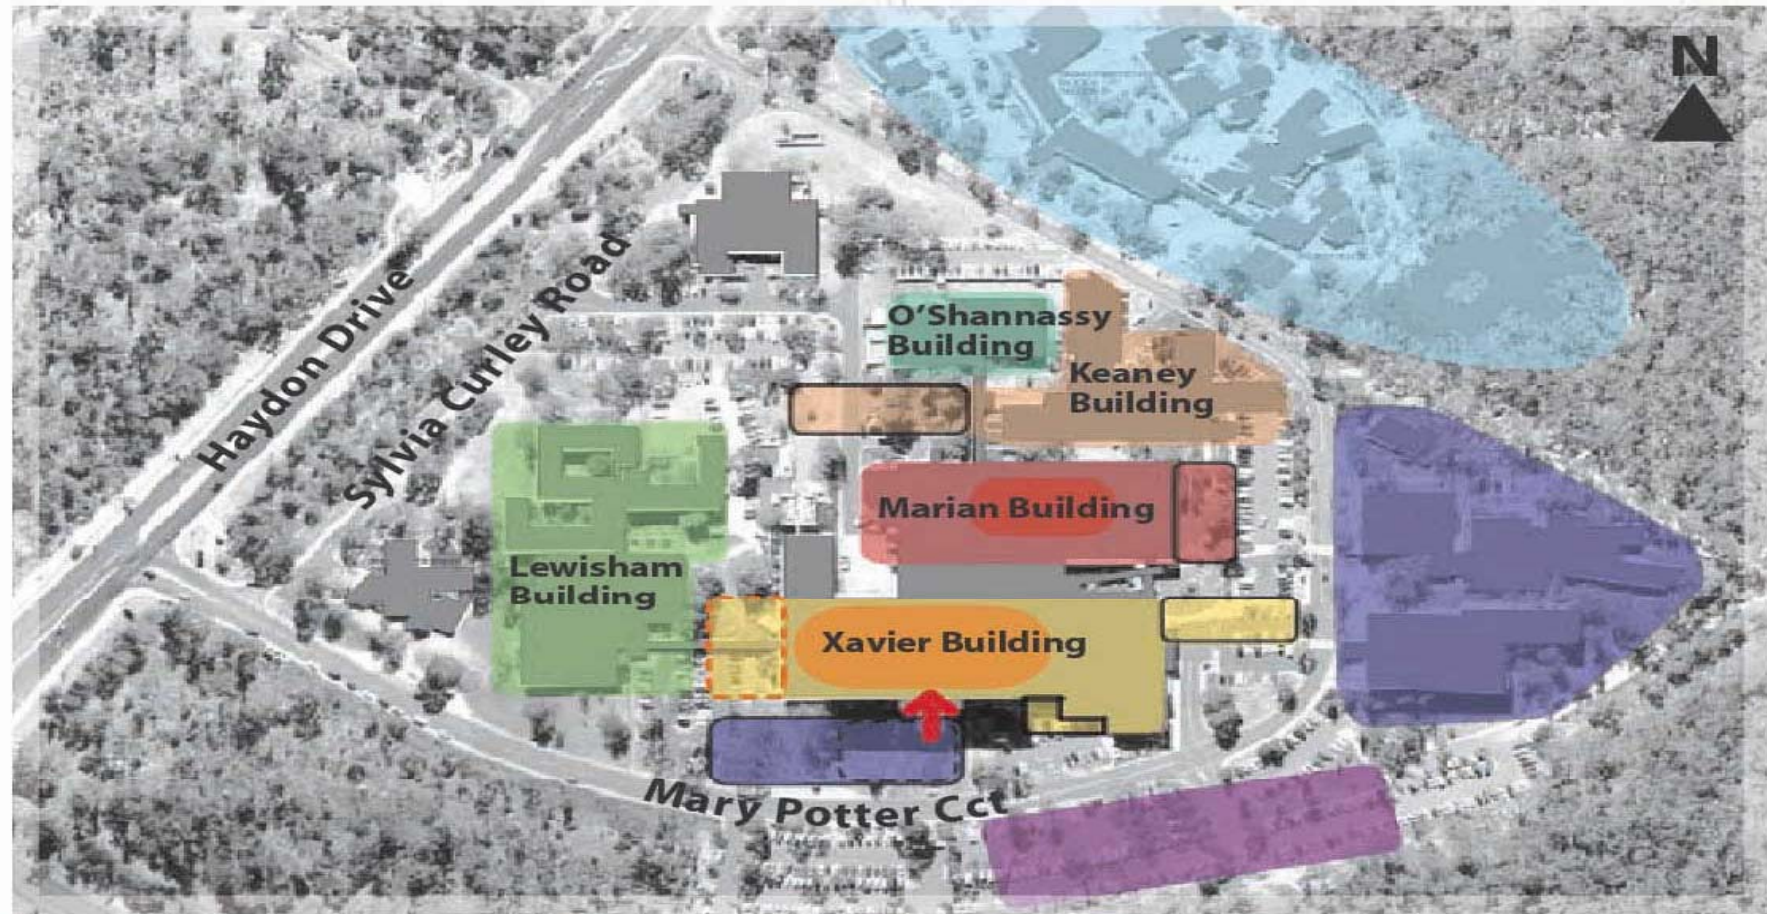 N
Haydon Drive
Sylvia Curley Road
O'Shannassy
Building
Keaney
Building
Marian Building
Lewisham
Building
Xavier Building
Mary Potter Cct